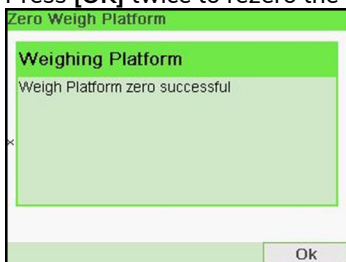 Press [OK] twice to rezero the
Zero Weigh Platform
Weighing Platform
Weigh Platform zero successful
Ok